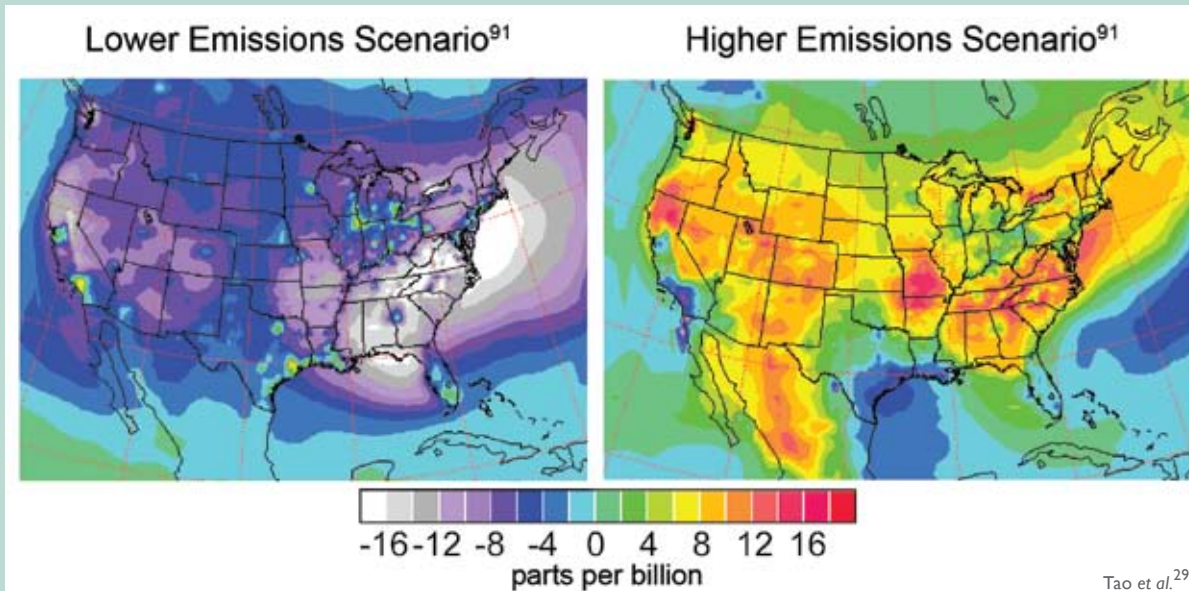 Lower Emissions Scenario91
Higher Emissions Scenario91
-16 -12 -8 -4 0 4 8 12 16
parts per billion
Tao et al.29